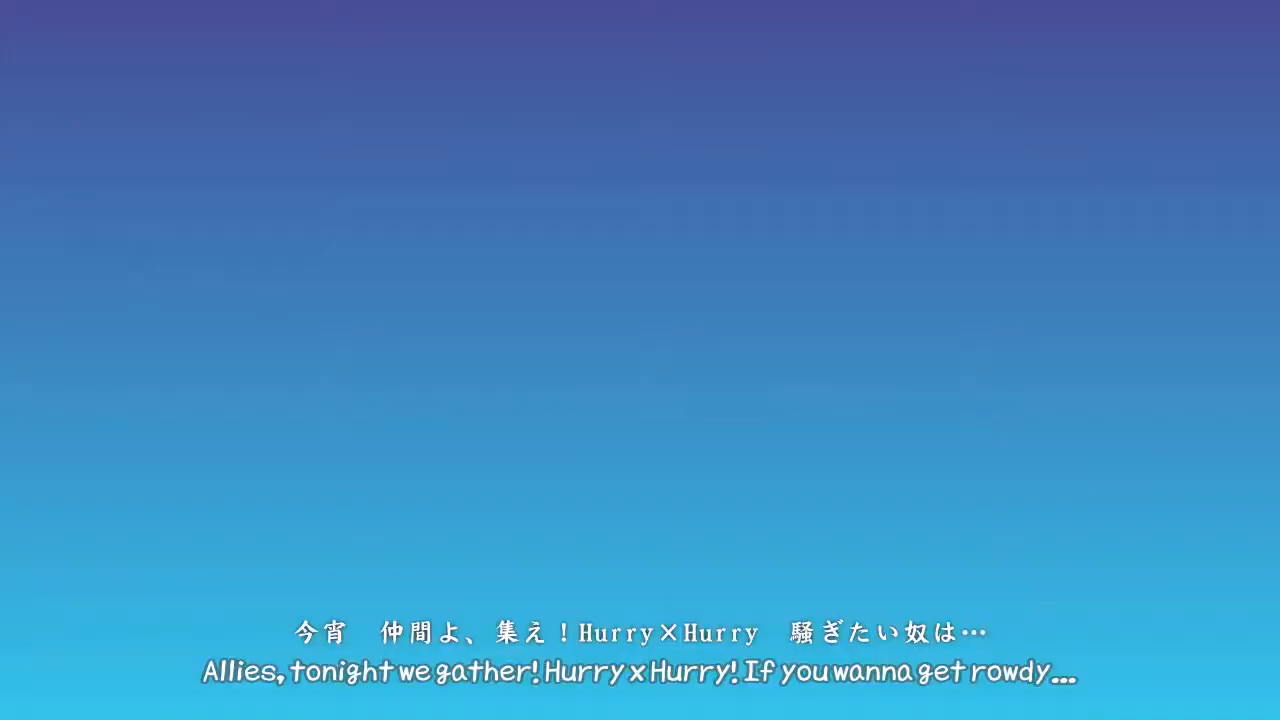 今宵　仲間よ、集え！Hurry×Hurry　騒ぎたい奴は…
Allies, tonight we gather! Hurry x Hurry! If you wanna get rowdy...